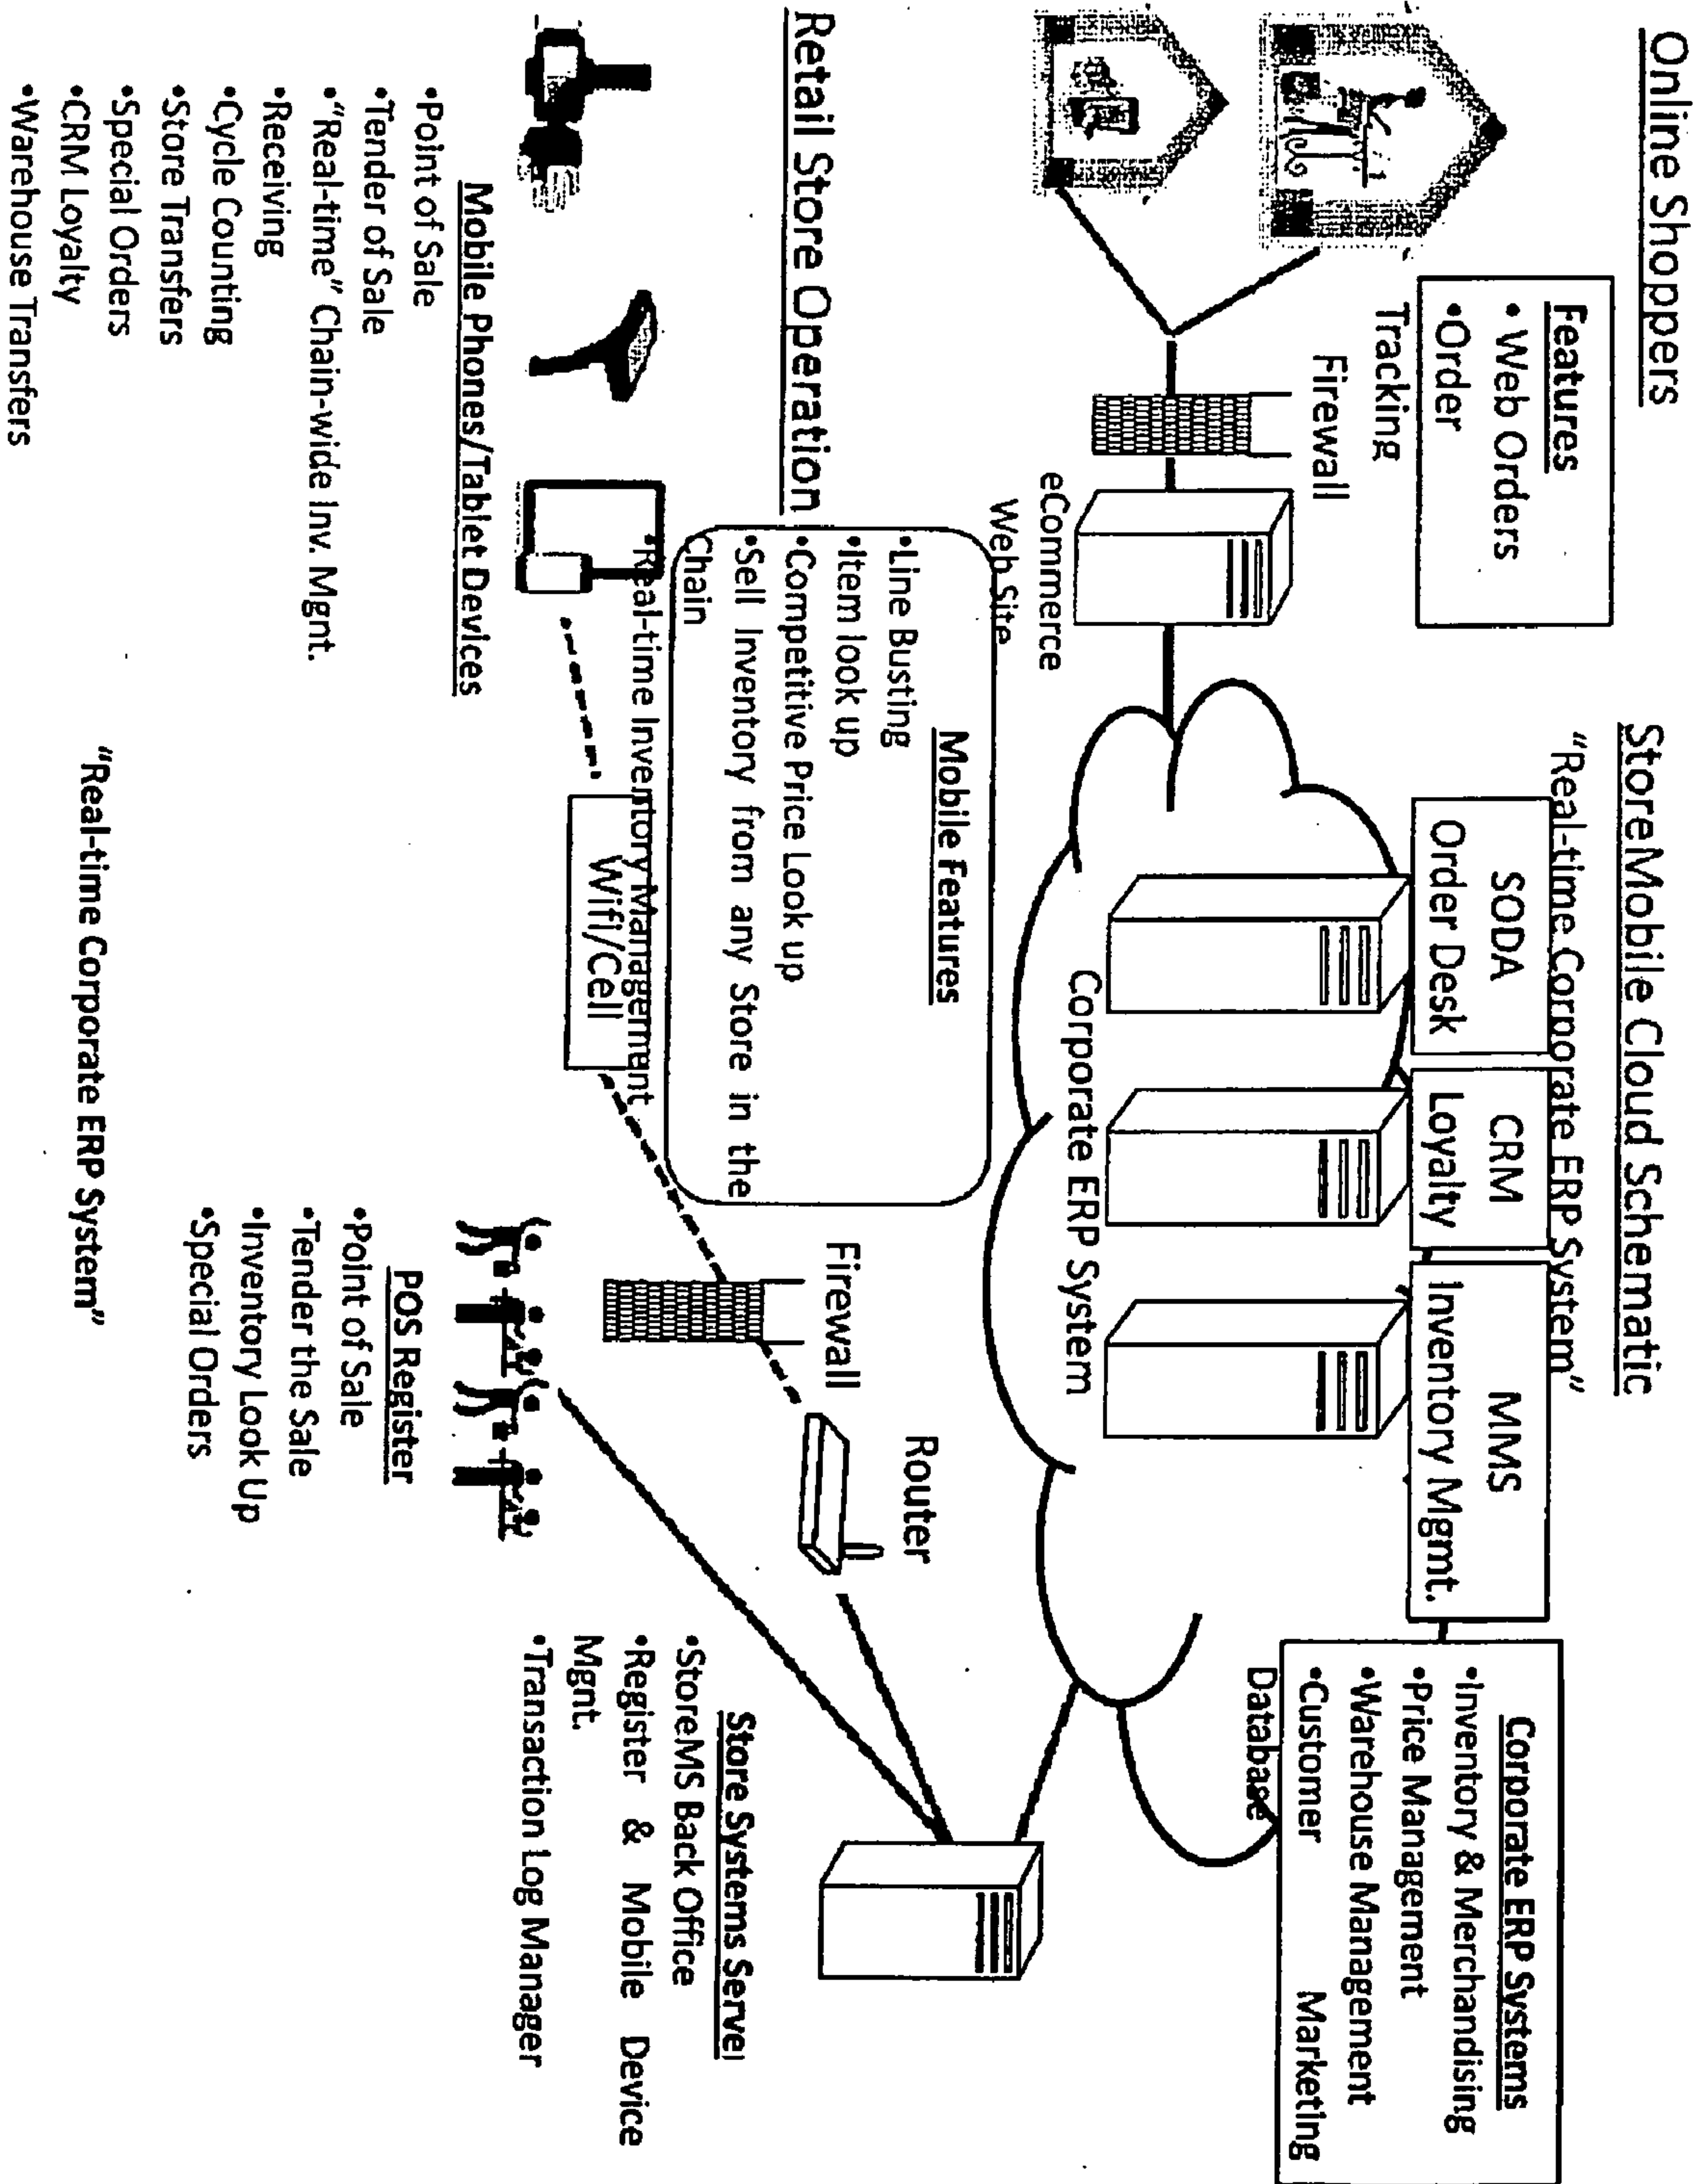 StoreMobile Cloud Schematic
"Real-time Corporate ERP System"
Online Shoppers
Features
• Web Orders
•Order
Tracking
Firewall
eCommerce
Web Site
SODA
Order Desk
CRM
Loyalty
MMS
Inventory Mgmt.
Corporate ERP System
Corporate ERP Systems
•Inventory & Merchandising
•Price Management
•Warehouse Management
•Customer Marketing
Database
Retail Store Operation
Mobile Features
•Line Busting
•Item look up
•Competitive Price Look up
•Sell Inventory from any Store in the
Chain
•Real-time Inventory Management
Wifi/Cell
Firewall
Router
Mobile Phones/Tablet Devices
•Point of Sale
•Tender of Sale
•"Real-time" Chain-wide Inv. Mgnt.
•Receiving
•Cycle Counting
•Store Transfers
•Special Orders
•CRM Loyalty
•Warehouse Transfers
POS Register
•Point of Sale
•Tender the Sale
•Inventory Look Up
•Special Orders
Store Systems Server
•StoreMS Back Office
•Register & Mobile Device
Mgnt.
•Transaction Log Manager
"Real-time Corporate ERP System"